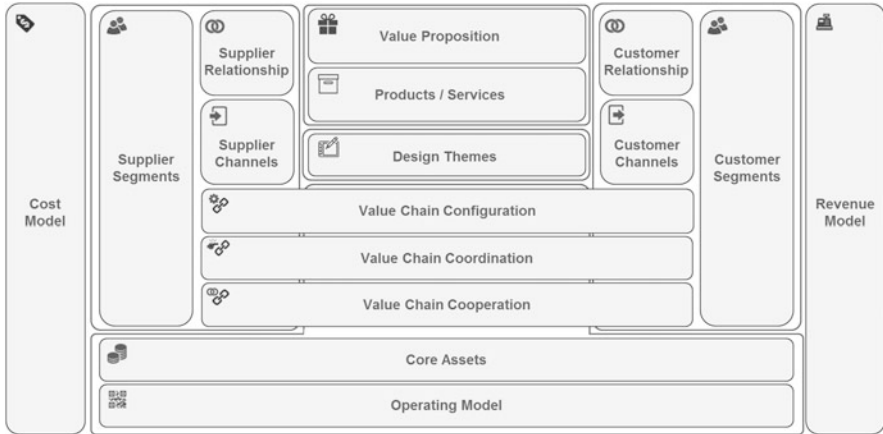 Value Proposition
Supplier
Relationship
Customer
Relationship
Products / Services
Supplier
Channels
Customer
Channels
Design Themes
Supplier
Segments
Customer
Segments
Cost
Model
Revenue
Model
Value Chain Configuration
Value Chain Coordination
Value Chain Cooperation
Core Assets
Operating Model